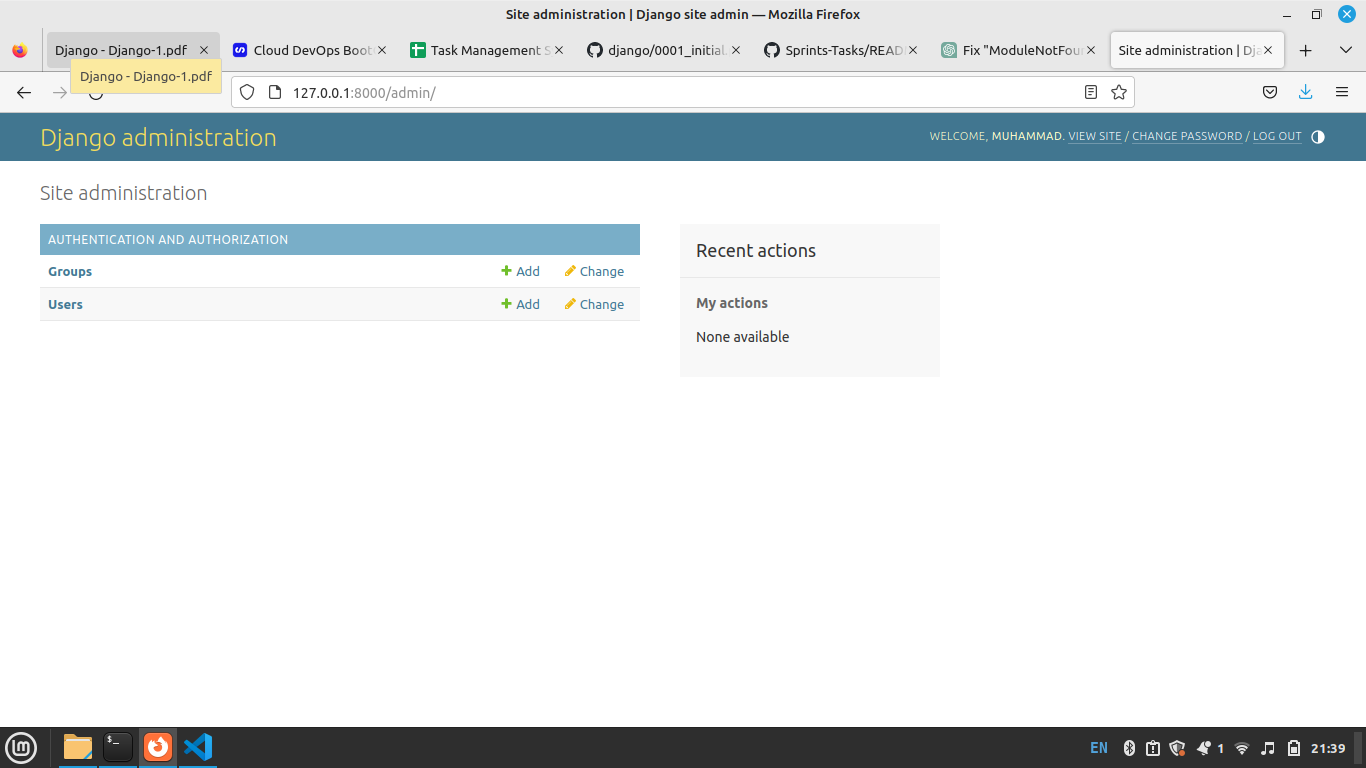 Site administration | Django site admin — Mozilla Firefox
Django - Django-1.pdf
Cloud DevOps Boot
Task Management S
django/0001_initial.
Sprints-Tasks/READ
Fix "ModuleNotFou
Site administration | Dja
Django - Django-1.pdf
127.0.0.1:8000/admin/
Django administration
WELCOME, MUHAMMAD. VIEW SITE / CHANGE PASSWORD / LOG OUT
Site administration
AUTHENTICATION AND AUTHORIZATION
Groups Add Change
Users Add Change
Recent actions
My actions
None available
EN 1 21:39